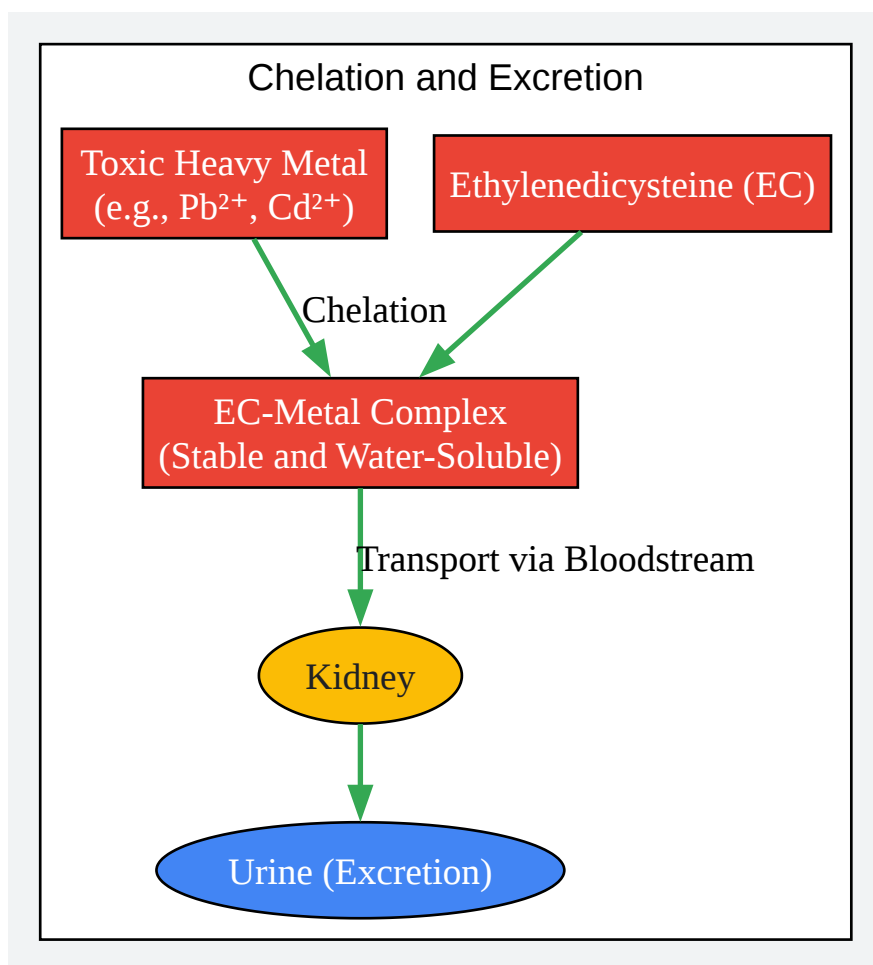 Chelation and Excretion
Toxic Heavy Metal
(e.g., Pb²⁺, Cd²⁺)
Ethylenedicysteine (EC)
Chelation
EC-Metal Complex
(Stable and Water-Soluble)
Transport via Bloodstream
Kidney
Urine (Excretion)